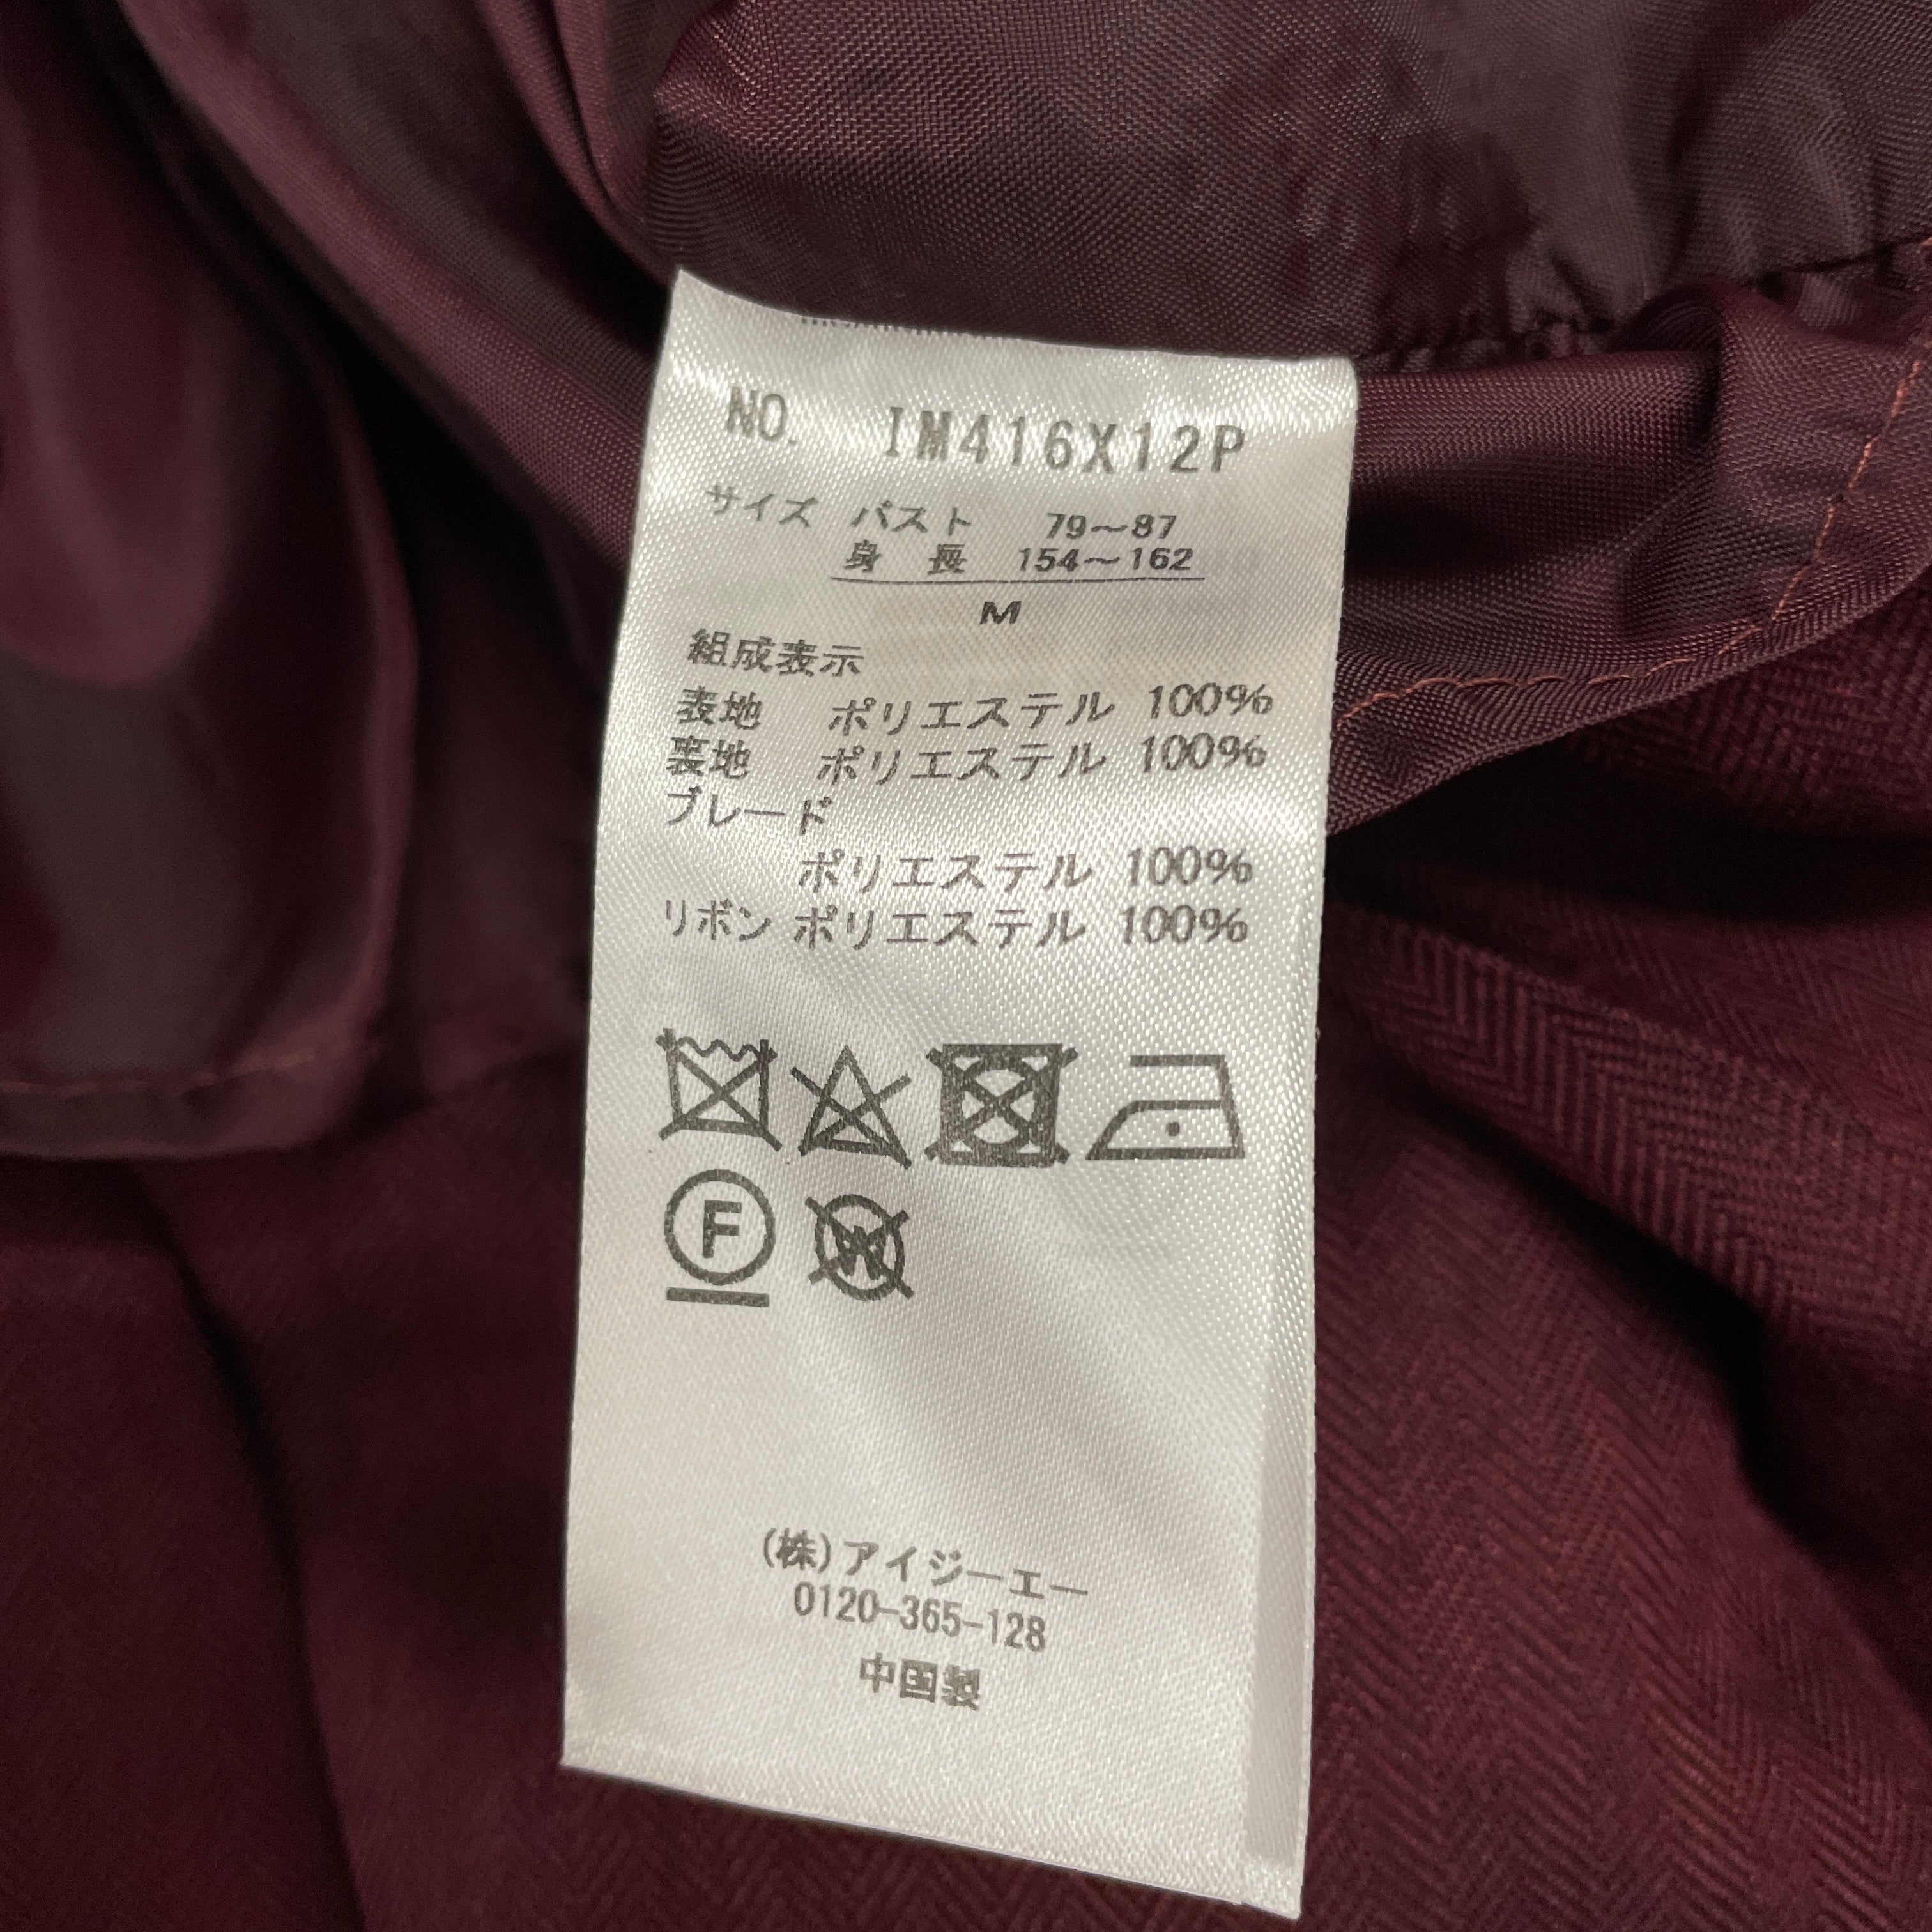 NO. IM416X12P
サイズ バスト 79〜87
身長 154〜162
M
組成表示
表地 ポリエステル 100%
裏地 ポリエステル 100%
ブレード
ポリエステル 100%
リボン ポリエステル 100%
F W
(株)アイジーエー
0120-365-128
中国製